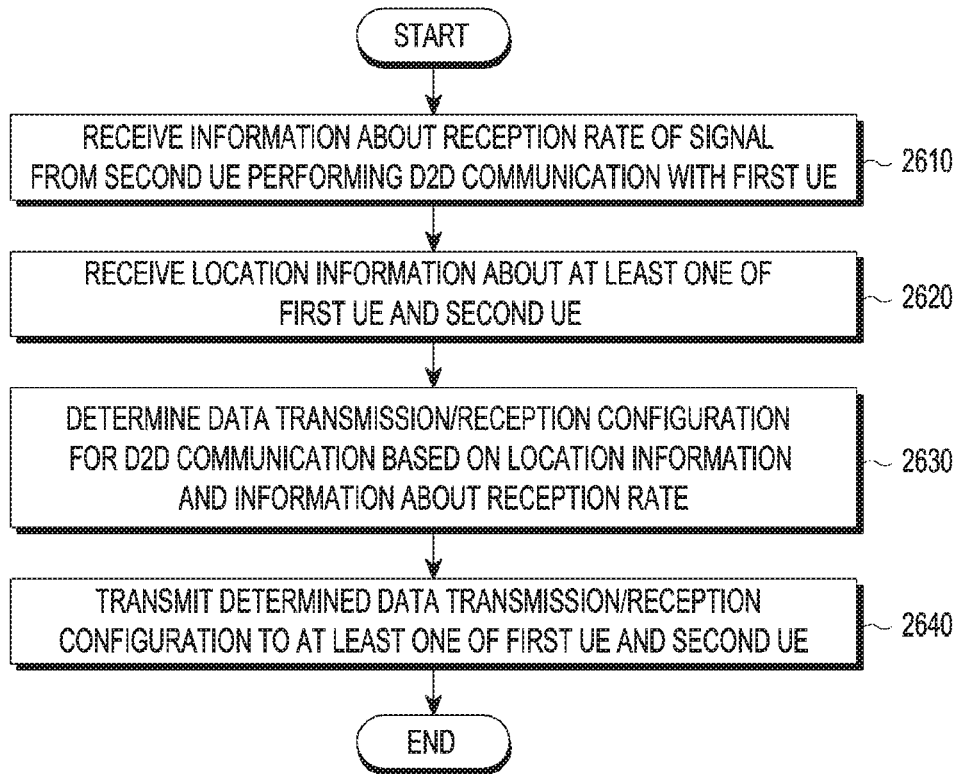 START
RECEIVE INFORMATION ABOUT RECEPTION RATE OF SIGNAL
FROM SECOND UE PERFORMING D2D COMMUNICATION WITH FIRST UE
2610
RECEIVE LOCATION INFORMATION ABOUT AT LEAST ONE OF
FIRST UE AND SECOND UE
2620
DETERMINE DATA TRANSMISSION/RECEPTION CONFIGURATION
FOR D2D COMMUNICATION BASED ON LOCATION INFORMATION
AND INFORMATION ABOUT RECEPTION RATE
2630
TRANSMIT DETERMINED DATA TRANSMISSION/RECEPTION
CONFIGURATION TO AT LEAST ONE OF FIRST UE AND SECOND UE
2640
END